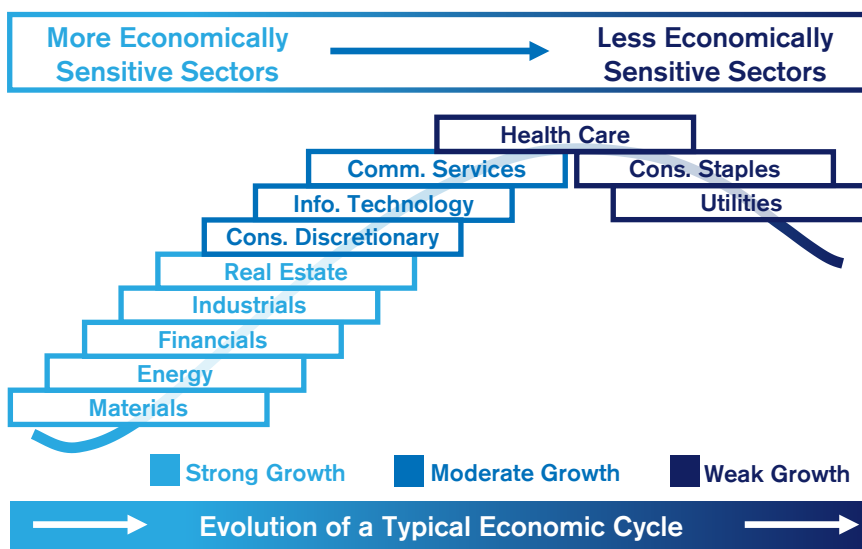 More Economically
Sensitive Sectors
Less Economically
Sensitive Sectors
Health Care
Comm. Services
Cons. Staples
Info. Technology
Utilities
Cons. Discretionary
Real Estate
Industrials
Financials
Energy
Materials
Strong Growth
Moderate Growth
Weak Growth
Evolution of a Typical Economic Cycle